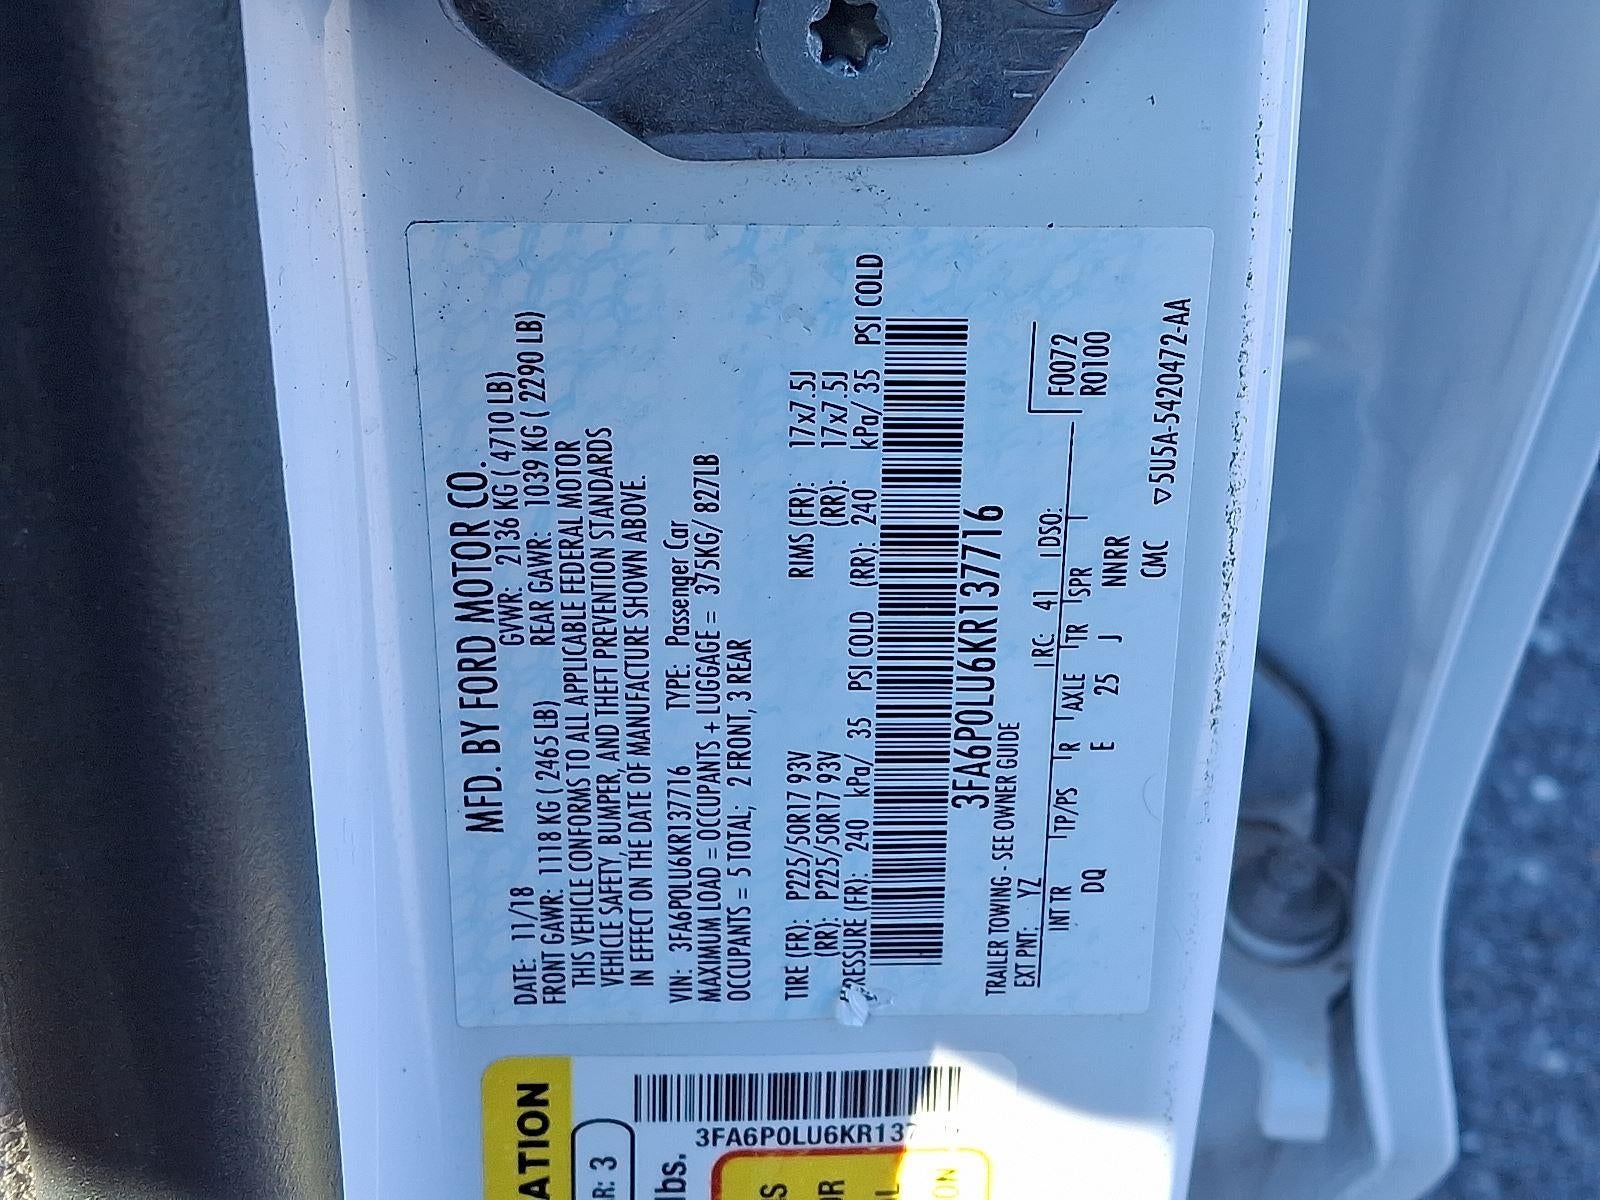 MFD. BY FORD MOTOR CO.
DATE: 11/18 GVWR: 2136 KG ( 4710 LB)
FRONT GAWR: 1118 KG ( 2465 LB) REAR GAWR: 1039 KG ( 2290 LB)
THIS VEHICLE CONFORMS TO ALL APPLICABLE FEDERAL MOTOR
VEHICLE SAFETY, BUMPER, AND THEFT PREVENTION STANDARDS
IN EFFECT ON THE DATE OF MANUFACTURE SHOWN ABOVE.
VIN: 3FA6P0LU6KR137716 TYPE: Passenger Car
MAXIMUM LOAD = OCCUPANTS + LUGGAGE = 375KG/ 827LB
OCCUPANTS = 5 TOTAL; 2 FRONT, 3 REAR
TIRE (FR): P225/50R17 93V RIMS (FR): 17x7.5J
(RR): P225/50R17 93V (RR): 17x7.5J
PRESSURE (FR): 240 kPa/ 35 PSI COLD (RR): 240 kPa/ 35 PSI COLD
3FA6P0LU6KR137716
TRAILER TOWING - SEE OWNER GUIDE
EXT PNT: YZ RC: 41 DSO: F0072
INT TR TP/PS R AXLE TR SPR R0100
DQ E 25 J NNRR
CMC ▽5U5A-5420472-AA
ATION
R: 3
3FA6P0LU6KR137
lbs.
S
OR
L
ON